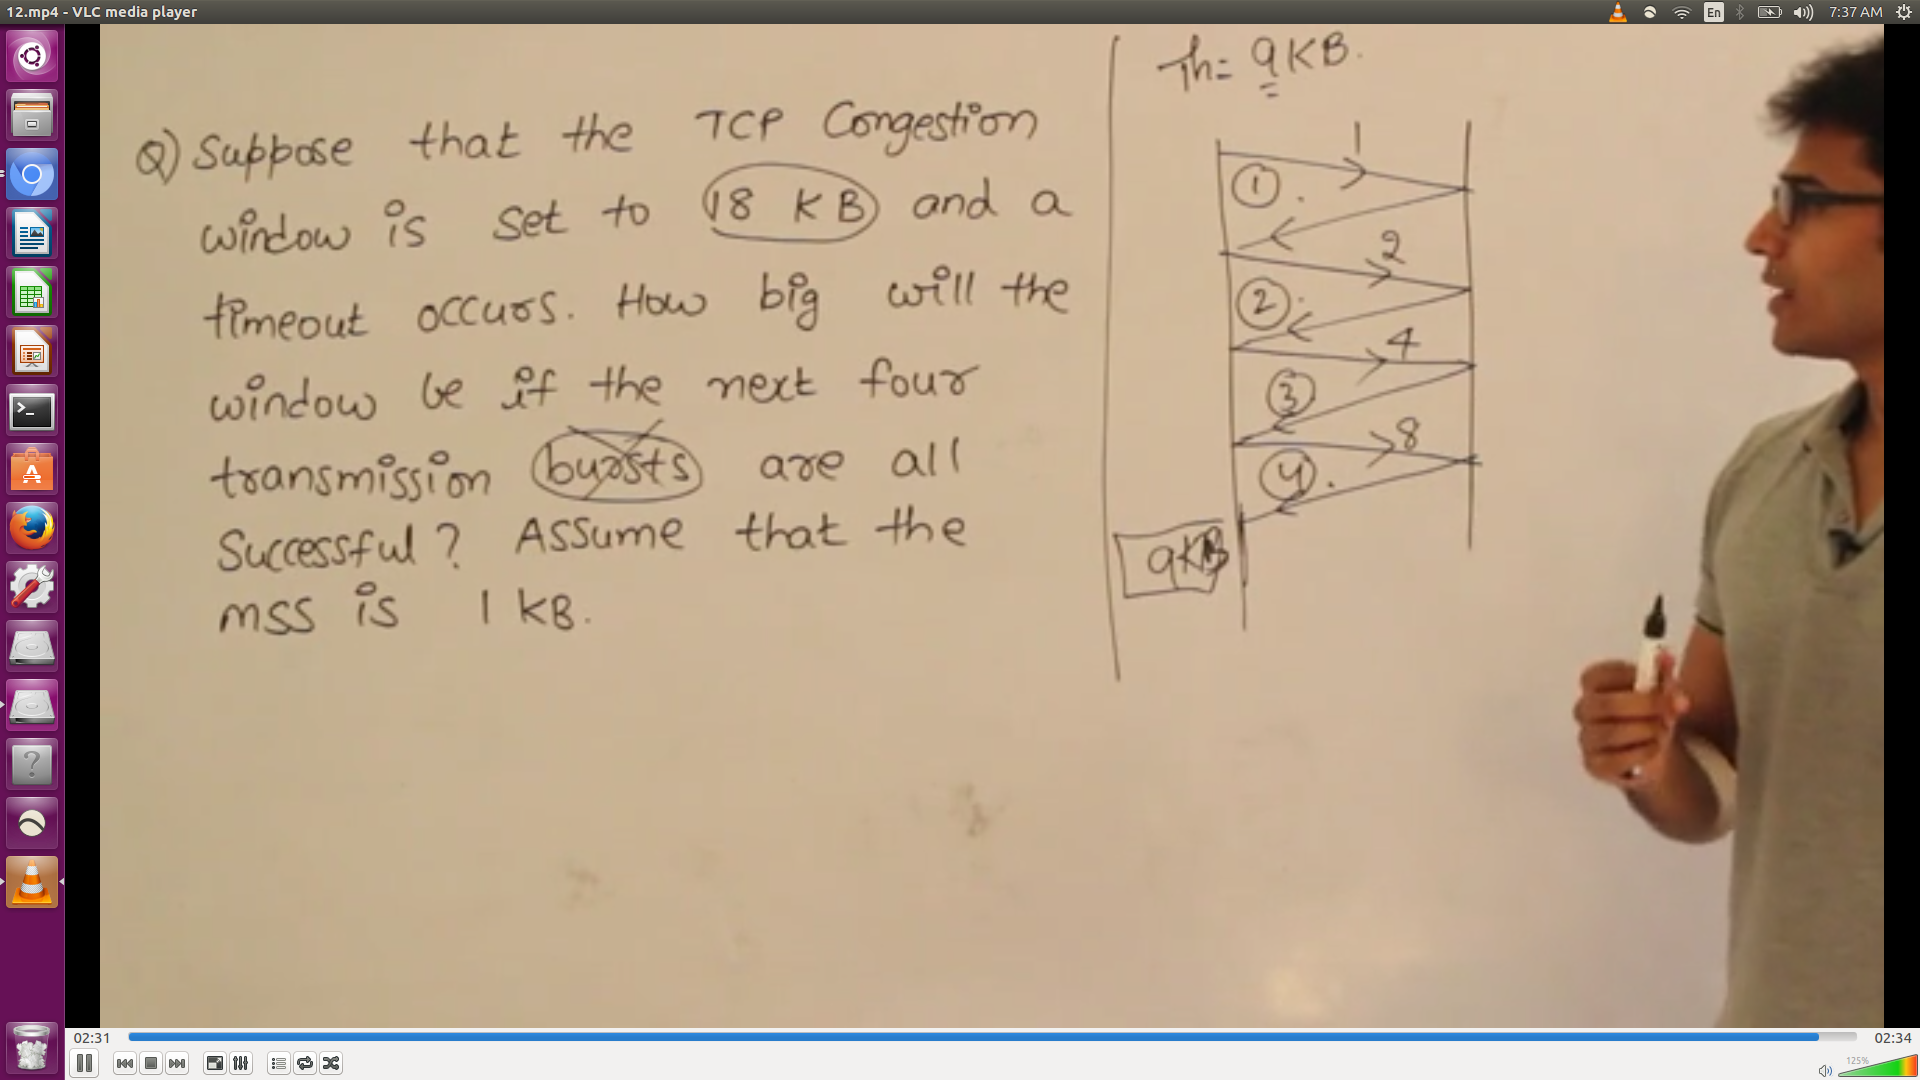 12.mp4 - VLC media player
En
7:37 AM
Q) Suppose that the TCP Congestion
window is set to 18 KB and a
timeout occurs. How big will the
window be if the next four
transmission bursts are all
Successful? Assume that the
mss is 1 KB.
Th= 9KB.
1
1
2
2
4
3
8
4
9KB
02:31
02:34
125%